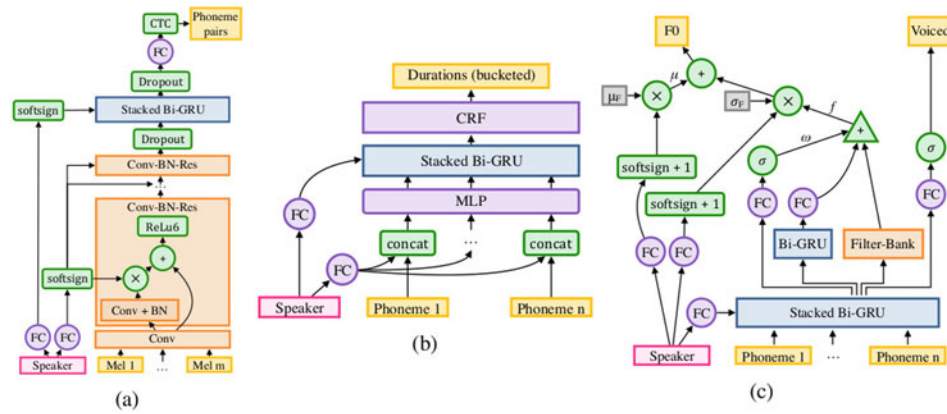 CTC
Phoneme pairs
FC
Dropout
softsign
Stacked Bi-GRU
Dropout
Conv-BN-Res
...
Conv-BN-Res
ReLu6
+
softsign
×
Conv + BN
FC FC
Conv
Speaker
Mel 1 ... Mel m
(a)
Durations (bucketed)
CRF
Stacked Bi-GRU
FC
MLP
concat ... concat
FC
Speaker
Phoneme 1 Phoneme n
(b)
F0 Voiced
μ +
μF × σF ×
f
+
ω
softsign + 1 σ σ
softsign + 1 FC FC FC
FC FC Bi-GRU Filter-Bank
FC Stacked Bi-GRU
Speaker Phoneme 1 ... Phoneme n
(c)